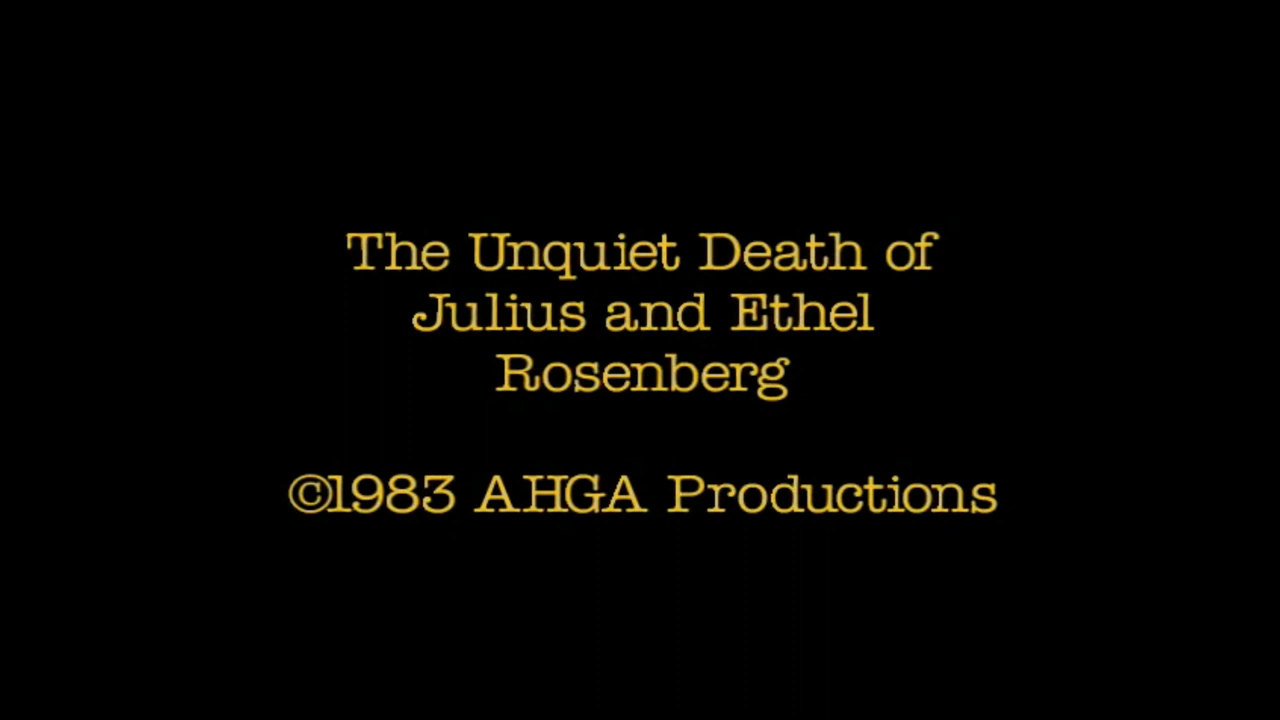 The Unquiet Death of
Julius and Ethel
Rosenberg
©1983 AHGA Productions